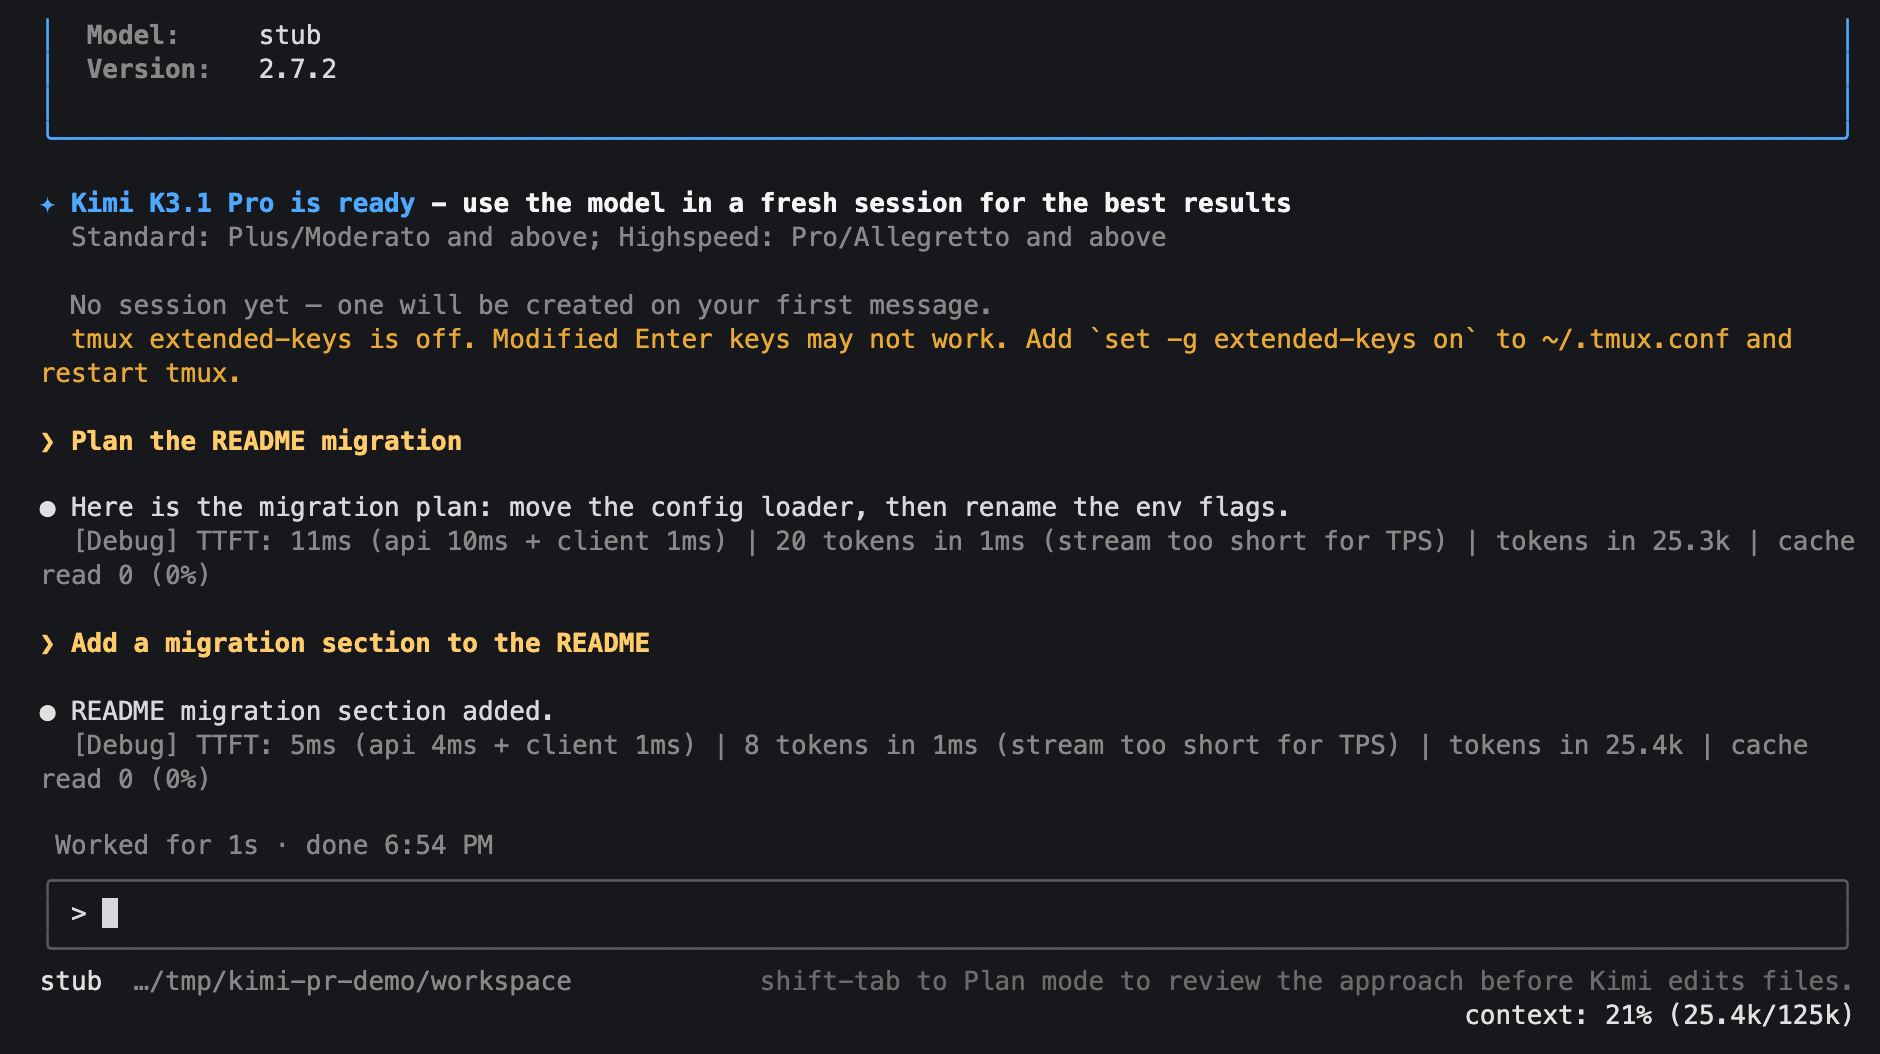 Model: stub
Version: 2.7.2
✦ Kimi K3.1 Pro is ready — use the model in a fresh session for the best results
Standard: Plus/Moderato and above; Highspeed: Pro/Allegretto and above
No session yet — one will be created on your first message.
tmux extended-keys is off. Modified Enter keys may not work. Add `set -g extended-keys on` to ~/.tmux.conf and
restart tmux.
❯ Plan the README migration
● Here is the migration plan: move the config loader, then rename the env flags.
[Debug] TTFT: 11ms (api 10ms + client 1ms) | 20 tokens in 1ms (stream too short for TPS) | tokens in 25.3k | cache
read 0 (0%)
❯ Add a migration section to the README
● README migration section added.
[Debug] TTFT: 5ms (api 4ms + client 1ms) | 8 tokens in 1ms (stream too short for TPS) | tokens in 25.4k | cache
read 0 (0%)
Worked for 1s · done 6:54 PM
>
stub …/tmp/kimi-pr-demo/workspace shift-tab to Plan mode to review the approach before Kimi edits files.
context: 21% (25.4k/125k)